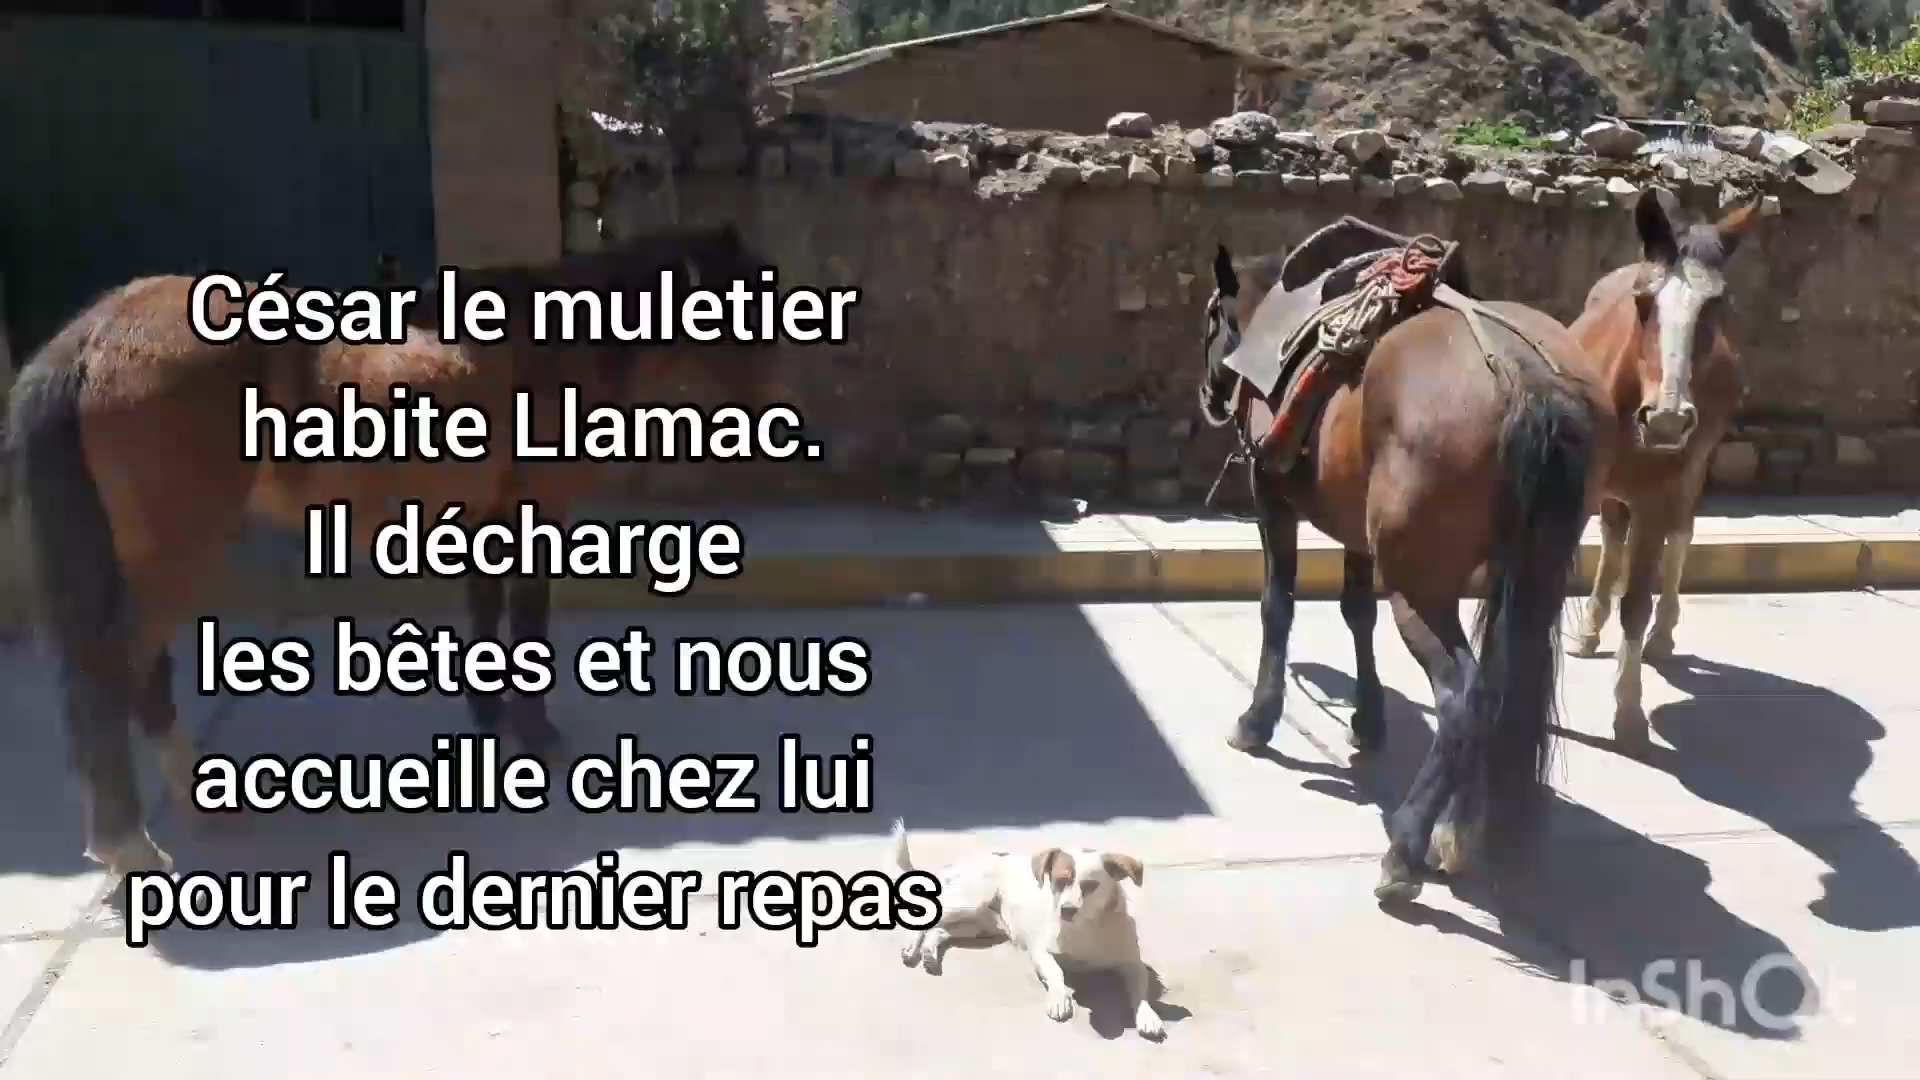 César le muletier
habite Llamac.
Il décharge
les bêtes et nous
accueille chez lui
pour le dernier repas
InShOt